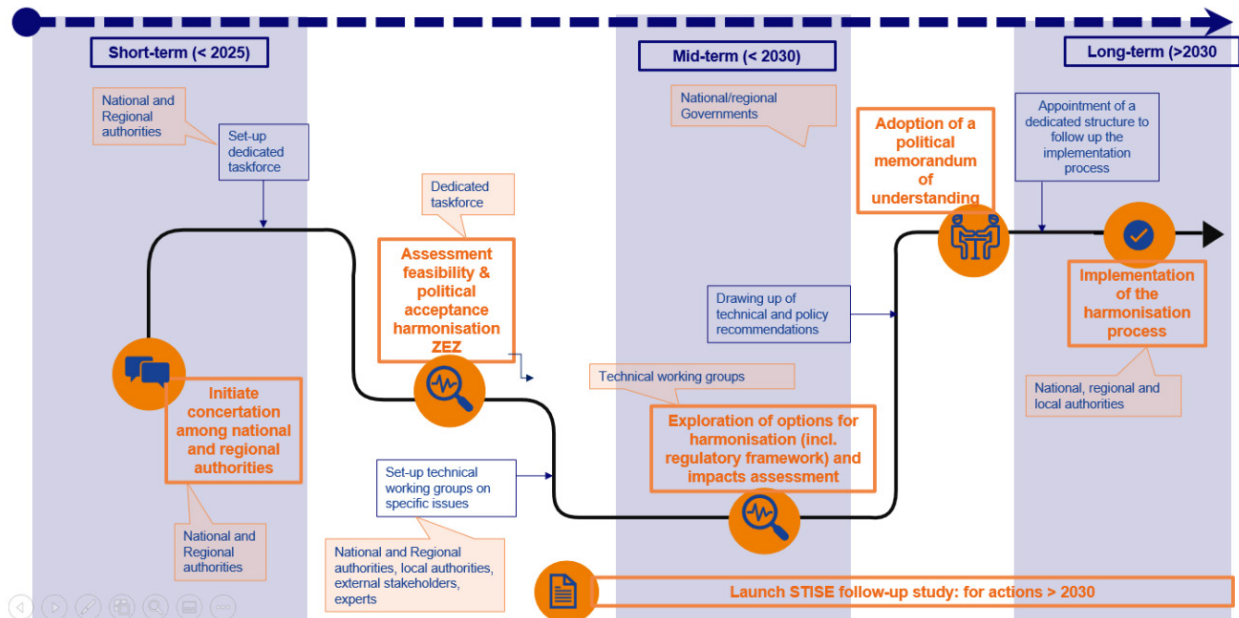 Short-term (< 2025)
Mid-term (< 2030)
Long-term (>2030
National and
Regional
authorities
Set-up
dedicated
taskforce
Dedicated
taskforce
Assessment
feasibility &
political
acceptance
harmonisation
ZEZ
Initiate
concertation
among national
and regional
authorities
National and
Regional
authorities
Set-up technical
working groups on
specific issues
National and Regional
authorities, local authorities,
external stakeholders,
experts
National/regional
Governments
Technical working groups
Exploration of options for
harmonisation (incl.
regulatory framework) and
impacts assessment
Drawing up of
technical and policy
recommendations
Adoption of a
political
memorandum
of
understanding
Appointment of a
dedicated structure to
follow up the
implementation
process
Implementation
of the
harmonisation
process
National, regional and
local authorities
Launch STISE follow-up study: for actions > 2030